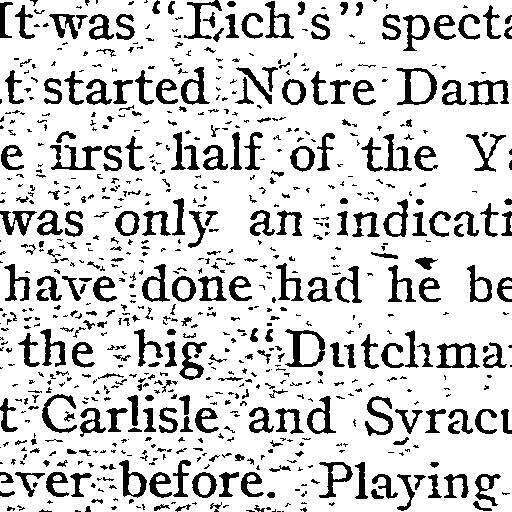 It was "Eich's" specta
t started Notre Dam
e first half of the Ya
was only an indicati
have done had he be
the big "Dutchma
t Carlisle and Syracu
ever before. Playing